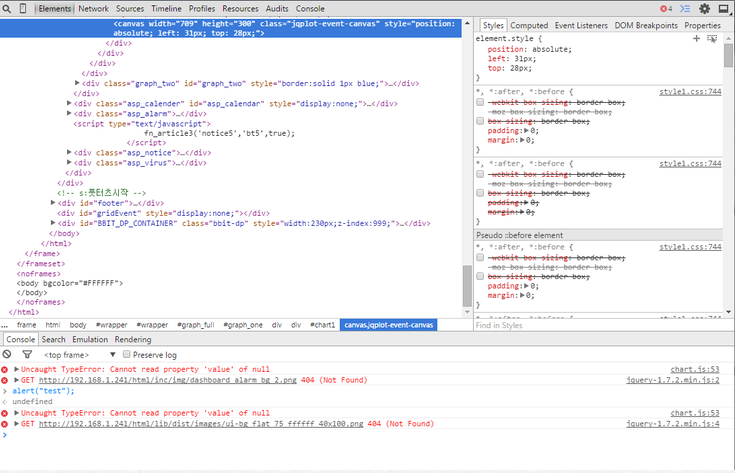 Elements Network Sources Timeline Profiles Resources Audits Console 4
<canvas width="709" height="300" class="jqplot-event-canvas" style="position:
absolute; left: 31px; top: 28px;">
</div>
</div>
</div>
</div>
<div class="graph_two" id="graph_two" style="border:solid 1px blue;">…</div>
</div>
<div class="asp_calender" id="asp_calendar" style="display:none;">…</div>
<div class="asp_alarm">…</div>
<script type="text/javascript">
fn_article3('notice5','bt5',true);
</script>
<div class="asp_notice">…</div>
<div class="asp_virus">…</div>
</div>
</div>
<!-- s:풋터츠시작 -->
<div id="footer">…</div>
<div id="gridEvent" style="display:none;"></div>
<div id="BBIT_DP_CONTAINER" class="bbit-dp" style="width:230px;z-index:999;">…</div>
</body>
</html>
</frame>
</frameset>
<noframes>
<body bgcolor="#FFFFFF">
</body>
</noframes>
</html>
... frame html body #wrapper #wrapper #graph_full #graph_one div div #chart1 canvas.jqplot-event-canvas
Styles Computed Event Listeners DOM Breakpoints Properties
element.style {
position: absolute;
left: 31px;
top: 28px;
}
*, *:after, *:before { style1.css:744
-webkit-box-sizing: border-box;
-moz-box-sizing: border-box;
box-sizing: border-box;
padding: 0;
margin: 0;
}
*, *:after, *:before { style1.css:744
-webkit-box-sizing: border-box;
-moz-box-sizing: border-box;
box-sizing: border-box;
padding: 0;
margin: 0;
}
Pseudo ::before element
*, *:after, *:before { style1.css:744
-webkit-box-sizing: border-box;
-moz-box-sizing: border-box;
box-sizing: border-box;
padding: 0;
margin: 0;
}
Find in Styles
Console Search Emulation Rendering
<top frame> Preserve log
Uncaught TypeError: Cannot read property 'value' of null chart.js:53
GET http://192.168.1.241/html/inc/img/dashboard_alarm_bg_2.png 404 (Not Found) jquery-1.7.2.min.js:2
alert("test");
undefined
Uncaught TypeError: Cannot read property 'value' of null chart.js:53
GET http://192.168.1.241/html/lib/dist/images/ui-bg_flat_75_ffffff_40x100.png 404 (Not Found) jquery-1.7.2.min.js:4